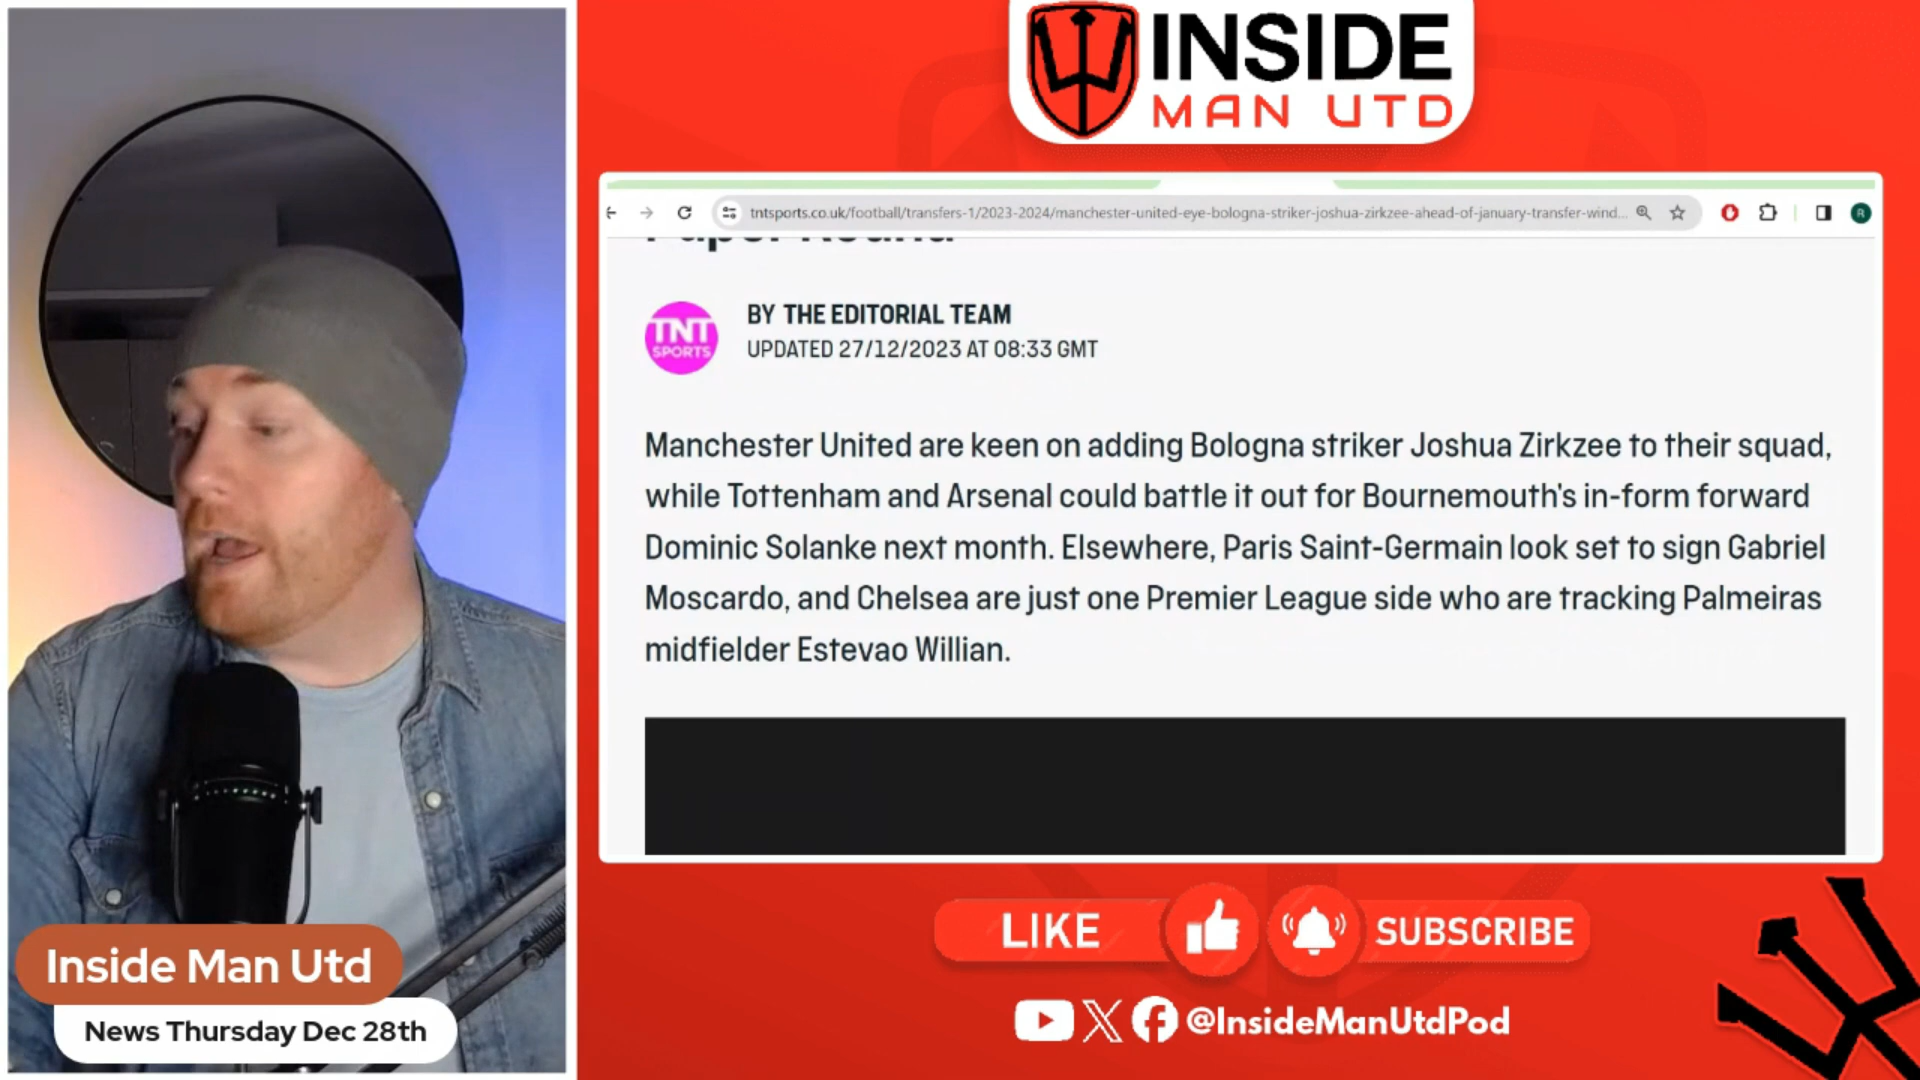 INSIDE
MAN UTD
tntsports.co.uk/football/transfers-1/2023-2024/manchester-united-eye-bologna-striker-joshua-zirkzee-ahead-of-january-transfer-wind...
R
Paper Round
TNT
SPORTS
BY THE EDITORIAL TEAM
UPDATED 27/12/2023 AT 08:33 GMT
Manchester United are keen on adding Bologna striker Joshua Zirkzee to their squad,
while Tottenham and Arsenal could battle it out for Bournemouth's in-form forward
Dominic Solanke next month. Elsewhere, Paris Saint-Germain look set to sign Gabriel
Moscardo, and Chelsea are just one Premier League side who are tracking Palmeiras
midfielder Estevao Willian.
LIKE
SUBSCRIBE
@InsideManUtdPod
Inside Man Utd
News Thursday Dec 28th